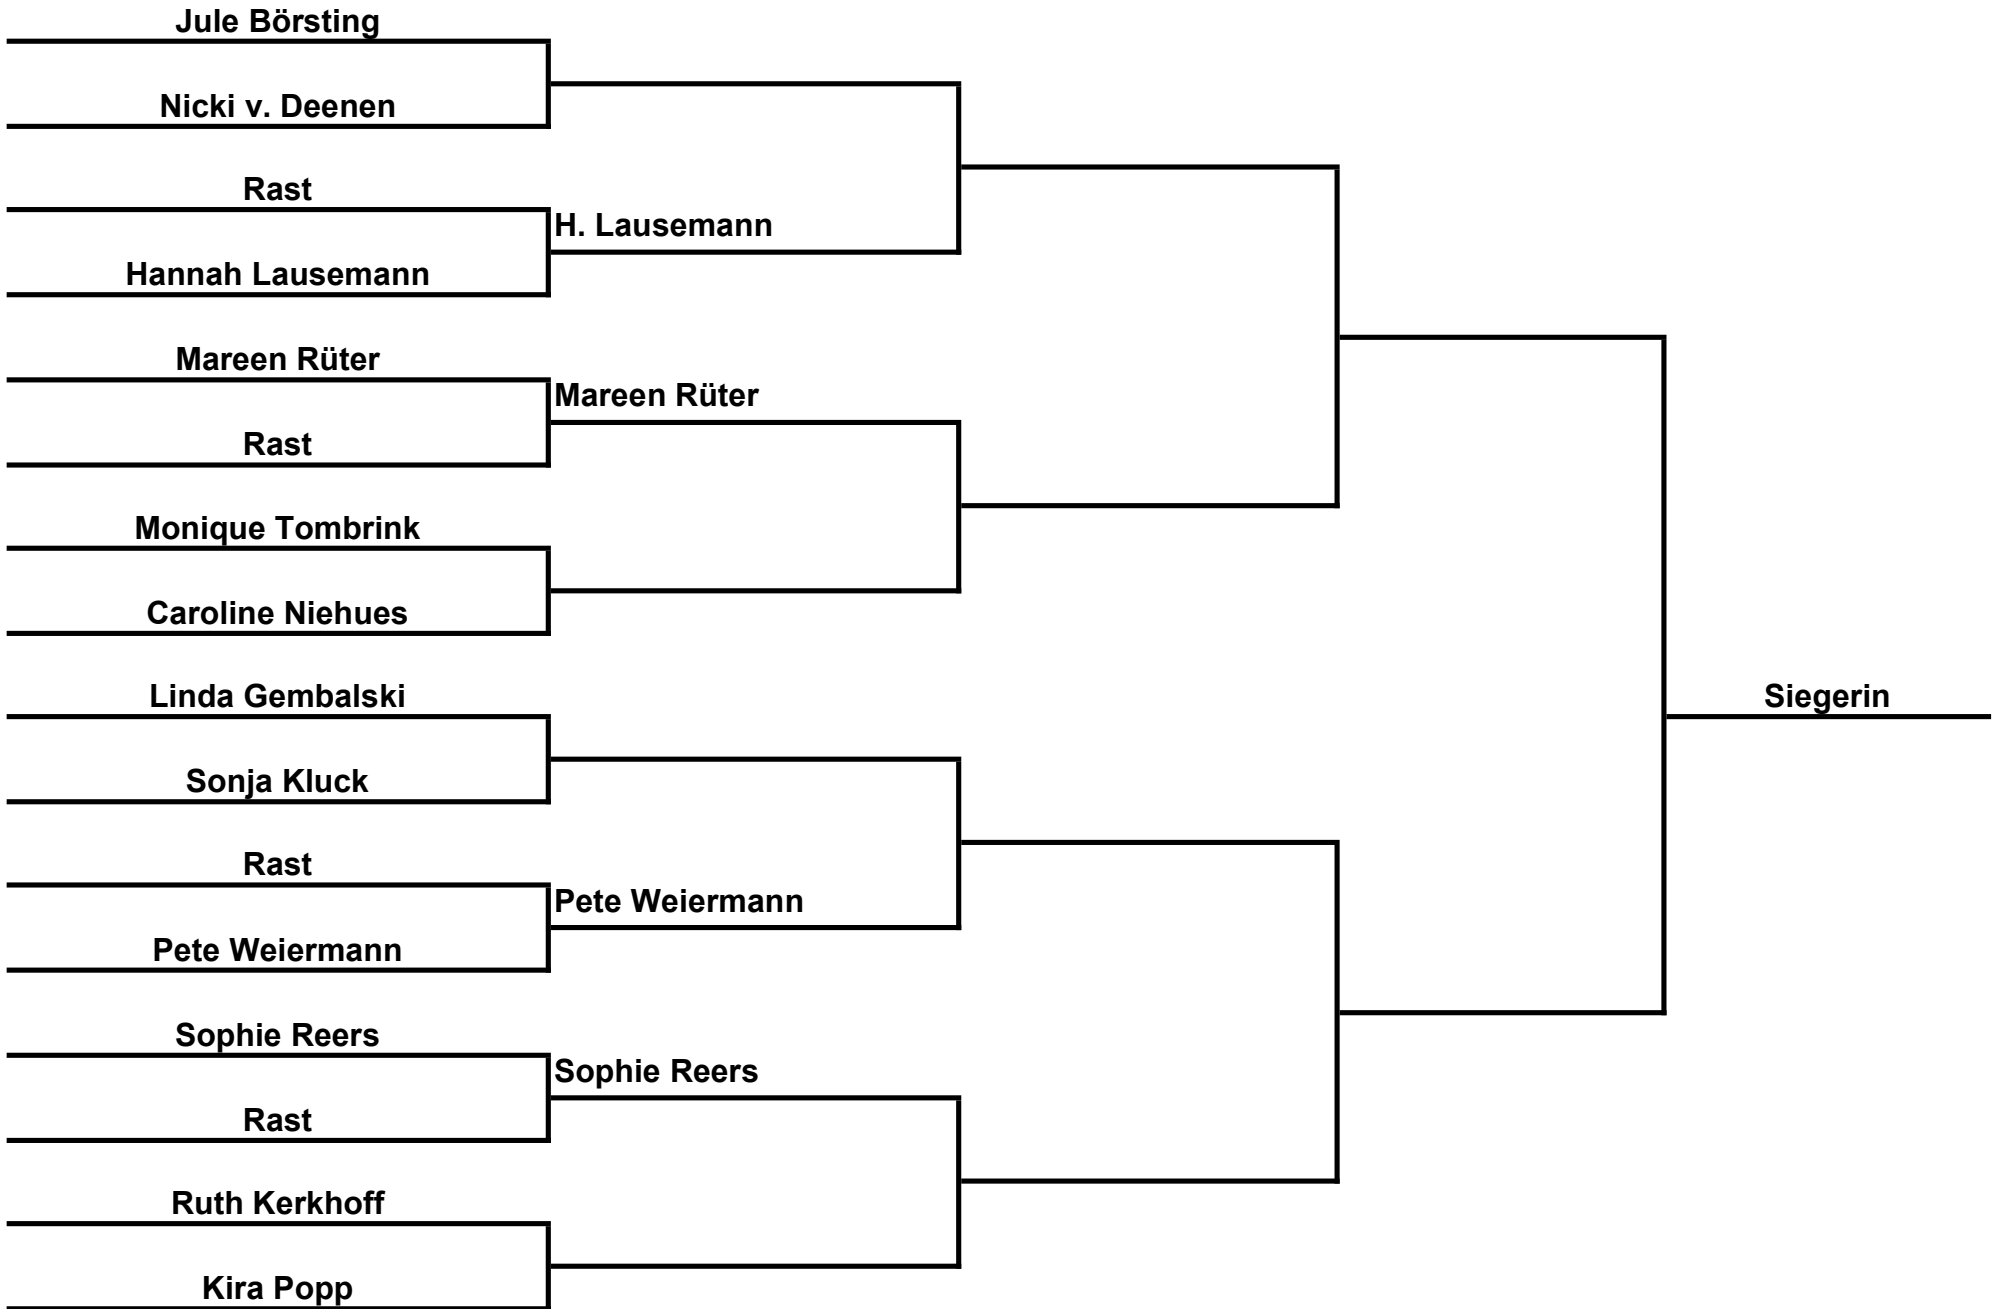 Jule Börsting
Nicki v. Deenen
Rast
H. Lausemann
Hannah Lausemann
Mareen Rüter
Mareen Rüter
Rast
Monique Tombrink
Caroline Niehues
Linda Gembalski
Siegerin
Sonja Kluck
Rast
Pete Weiermann
Pete Weiermann
Sophie Reers
Sophie Reers
Rast
Ruth Kerkhoff
Kira Popp